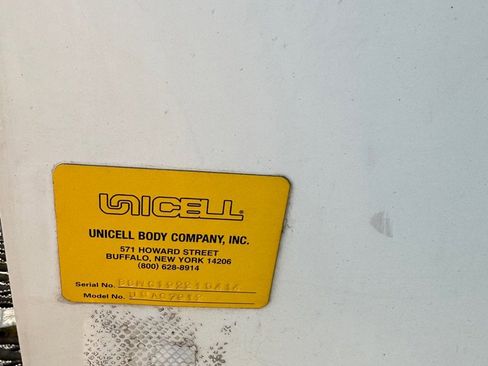 UNICELL
UNICELL BODY COMPANY, INC.
571 HOWARD STREET
BUFFALO, NEW YORK 14206
(800) 628-8914
Serial No.
Model No.